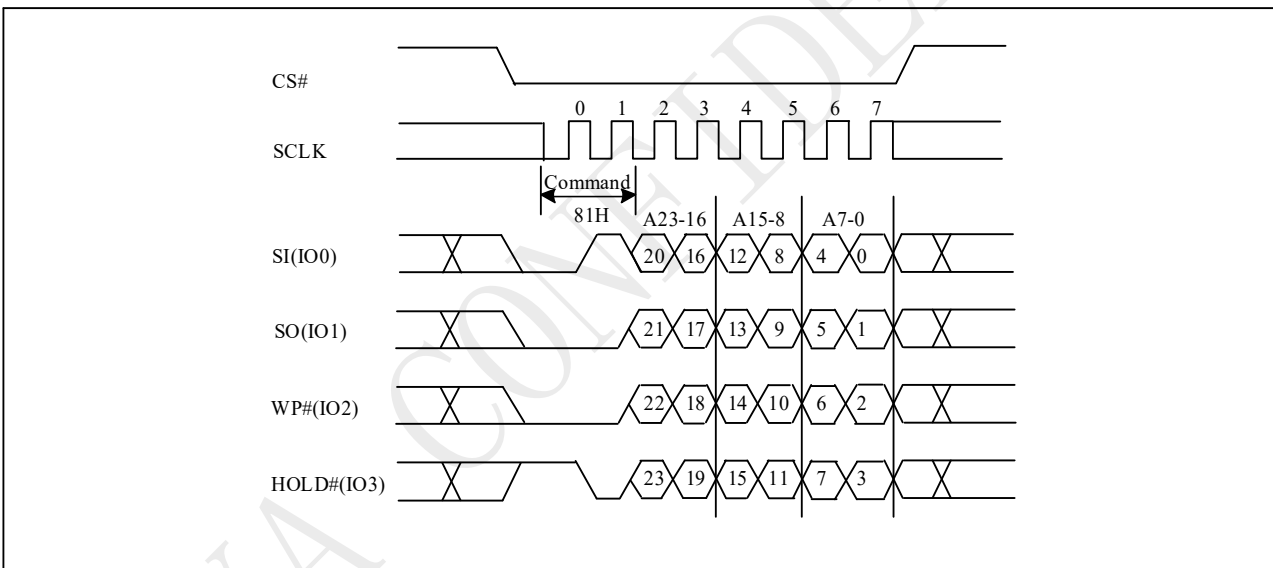 CS#
0 1 2 3 4 5 6 7
SCLK
Command
81H A23-16 A15-8 A7-0
SI(IO0) 20 16 12 8 4 0
SO(IO1) 21 17 13 9 5 1
WP#(IO2) 22 18 14 10 6 2
HOLD#(IO3) 23 19 15 11 7 3